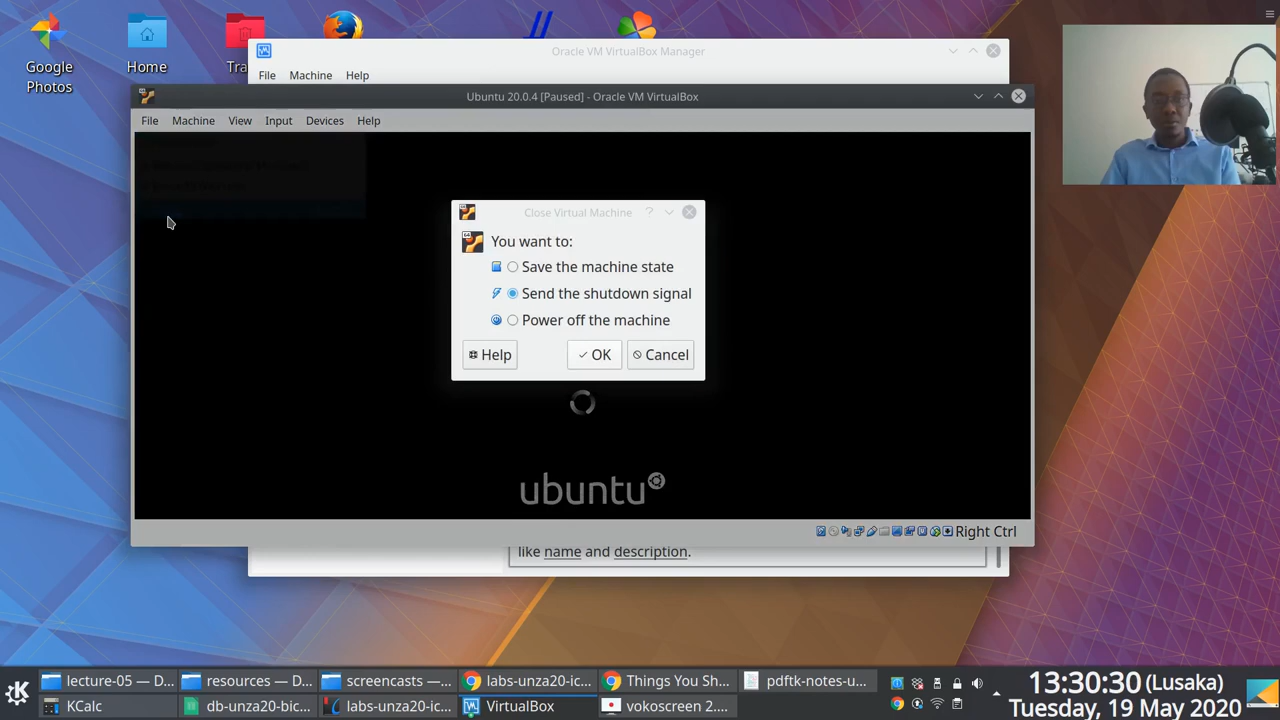 Google
Photos
Home
Tra
Oracle VM VirtualBox Manager
File Machine Help
Ubuntu 20.0.4 [Paused] - Oracle VM VirtualBox
File Machine View Input Devices Help
Close Virtual Machine ?
You want to:
Save the machine state
Send the shutdown signal
Power off the machine
Help OK Cancel
ubuntu
Right Ctrl
like name and description.
lecture-05 — D... resources — D... screencasts —... labs-unza20-ic... Things You Sh... pdftk-notes-u...
KCalc db-unza20-bic... labs-unza20-ic... VirtualBox vokoscreen 2....
13:30:30 (Lusaka)
Tuesday, 19 May 2020